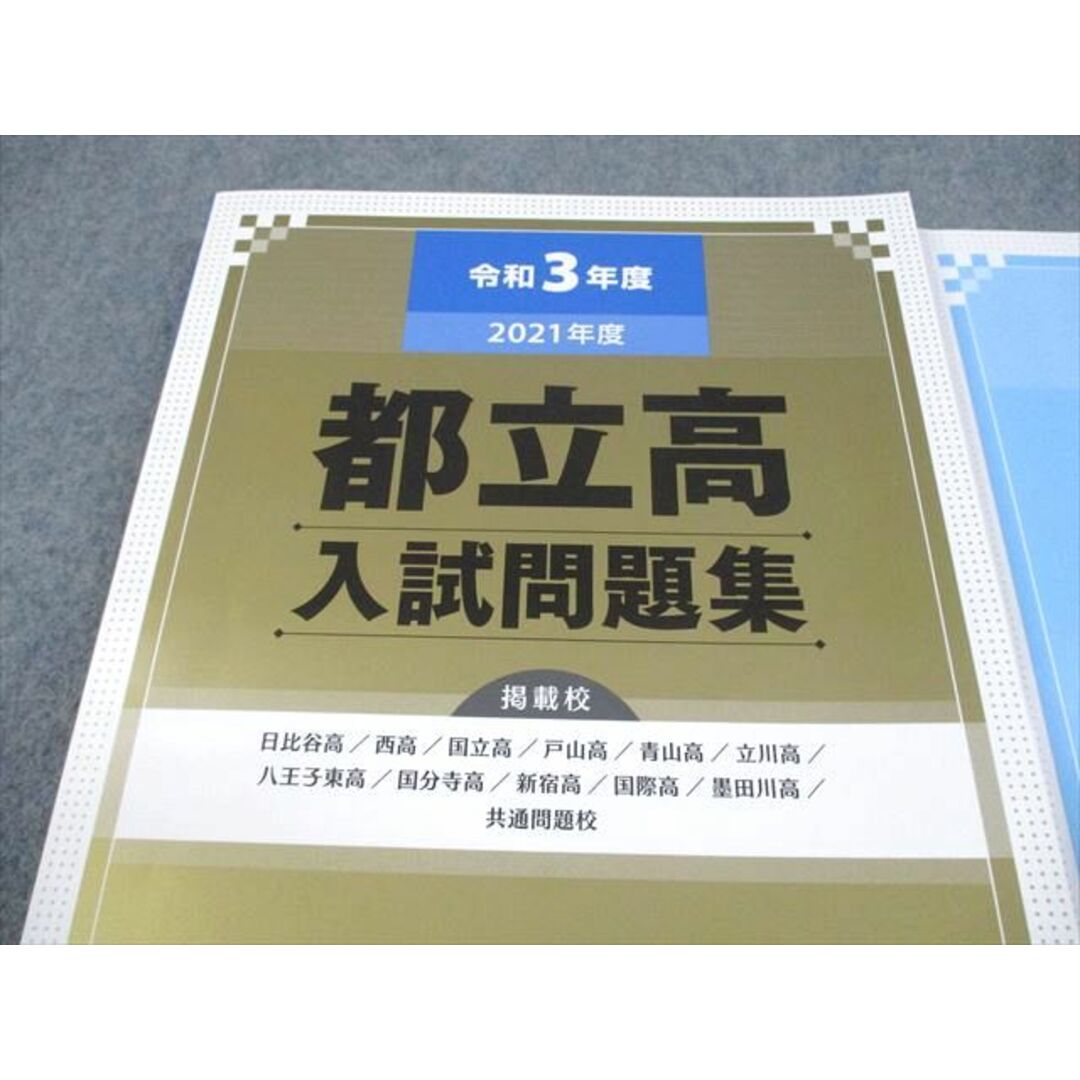 令和3年度
2021年度
都立高
入試問題集
掲載校
日比谷高／西高／国立高／戸山高／青山高／立川高／
八王子東高／国分寺高／新宿高／国際高／墨田川高／
共通問題校